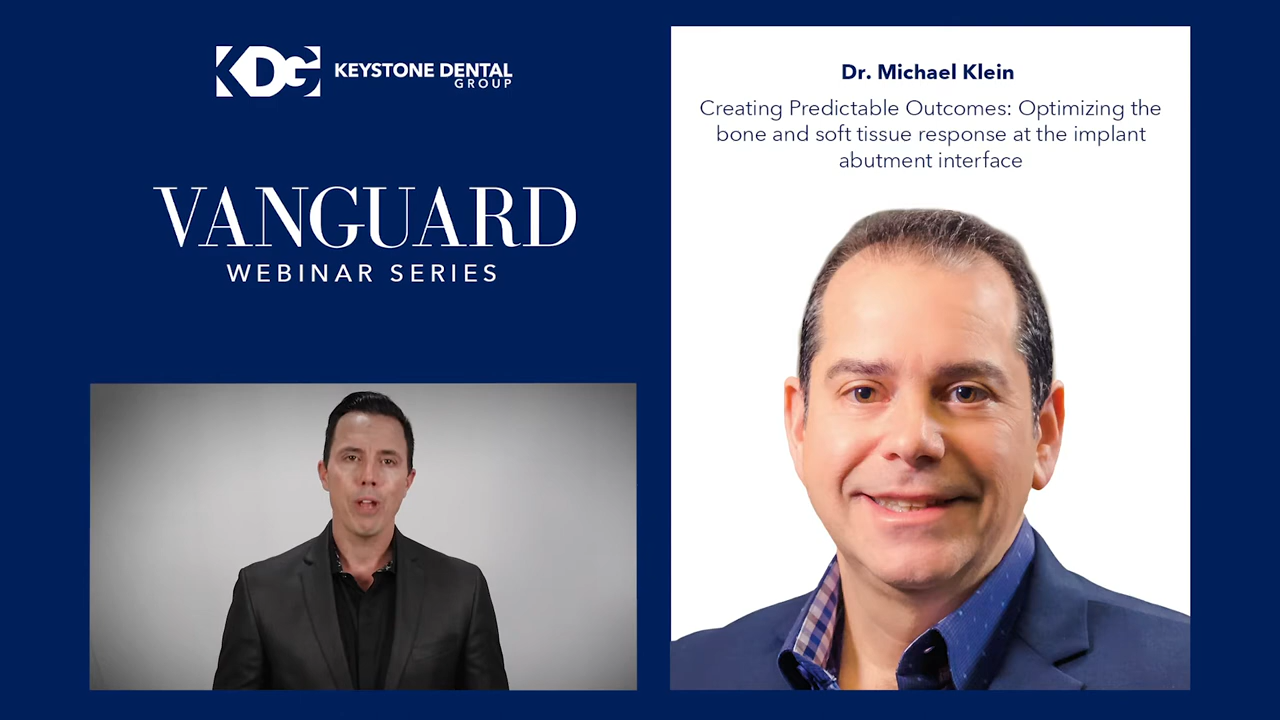 KDG KEYSTONE DENTAL
GROUP
VANGUARD
WEBINAR SERIES
Dr. Michael Klein
Creating Predictable Outcomes: Optimizing the
bone and soft tissue response at the implant
abutment interface